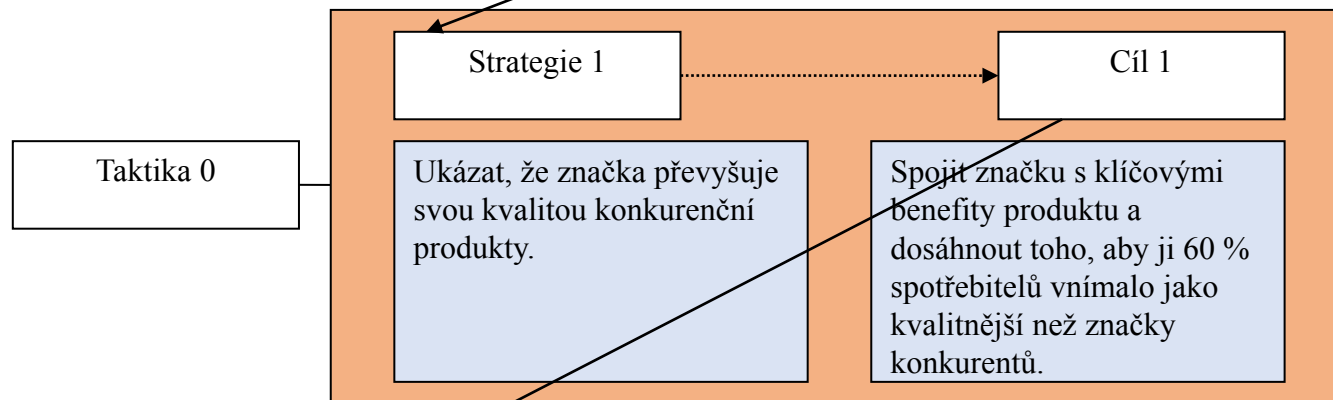 Strategie 1
Cíl 1
Taktika 0
Ukázat, že značka převyšuje
svou kvalitou konkurenční
produkty.
Spojit značku s klíčovými
benefity produktu a
dosáhnout toho, aby ji 60 %
spotřebitelů vnímalo jako
kvalitnější než značky
konkurentů.